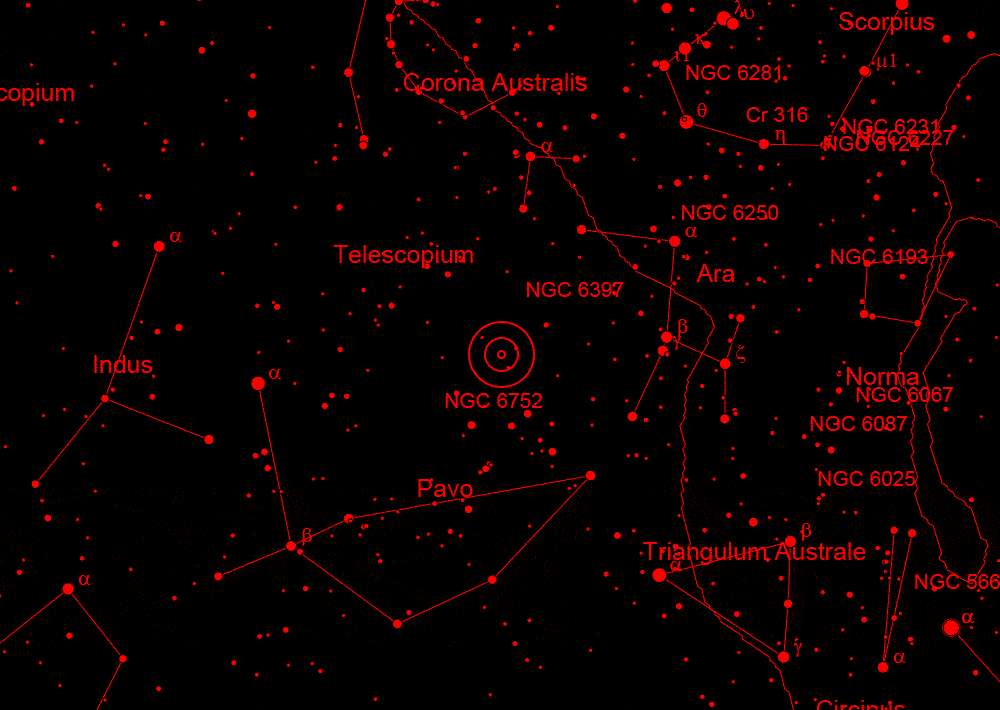 λ
υ
Scorpius
κ
ι1
μ1
NGC 6281
copium
Corona Australis
θ
Cr 316
η
NGC 6231
NGC 6227
NGC 6124
α
NGC 6250
α
α
Telescopium
NGC 6193
Ara
NGC 6397
β
γ
ζ
Indus
α
Norma
NGC 6067
NGC 6752
NGC 6087
Pavo
NGC 6025
β
β
Triangulum Australe
α
α
NGC 566
α
γ
α
Circinus